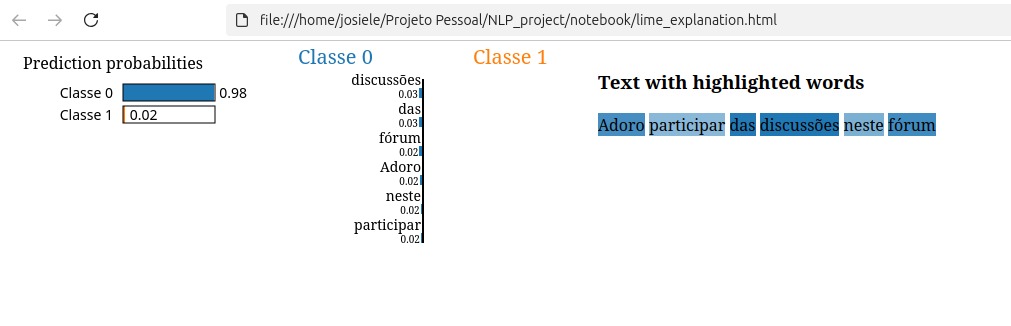 file:///home/josiele/Projeto Pessoal/NLP_project/notebook/lime_explanation.html
Prediction probabilities
Classe 0 0.98
Classe 1 0.02
Classe 0 Classe 1
discussões
0.03
das
0.03
fórum
0.02
Adoro
0.02
neste
0.02
participar
0.02
Text with highlighted words
Adoro participar das discussões neste fórum